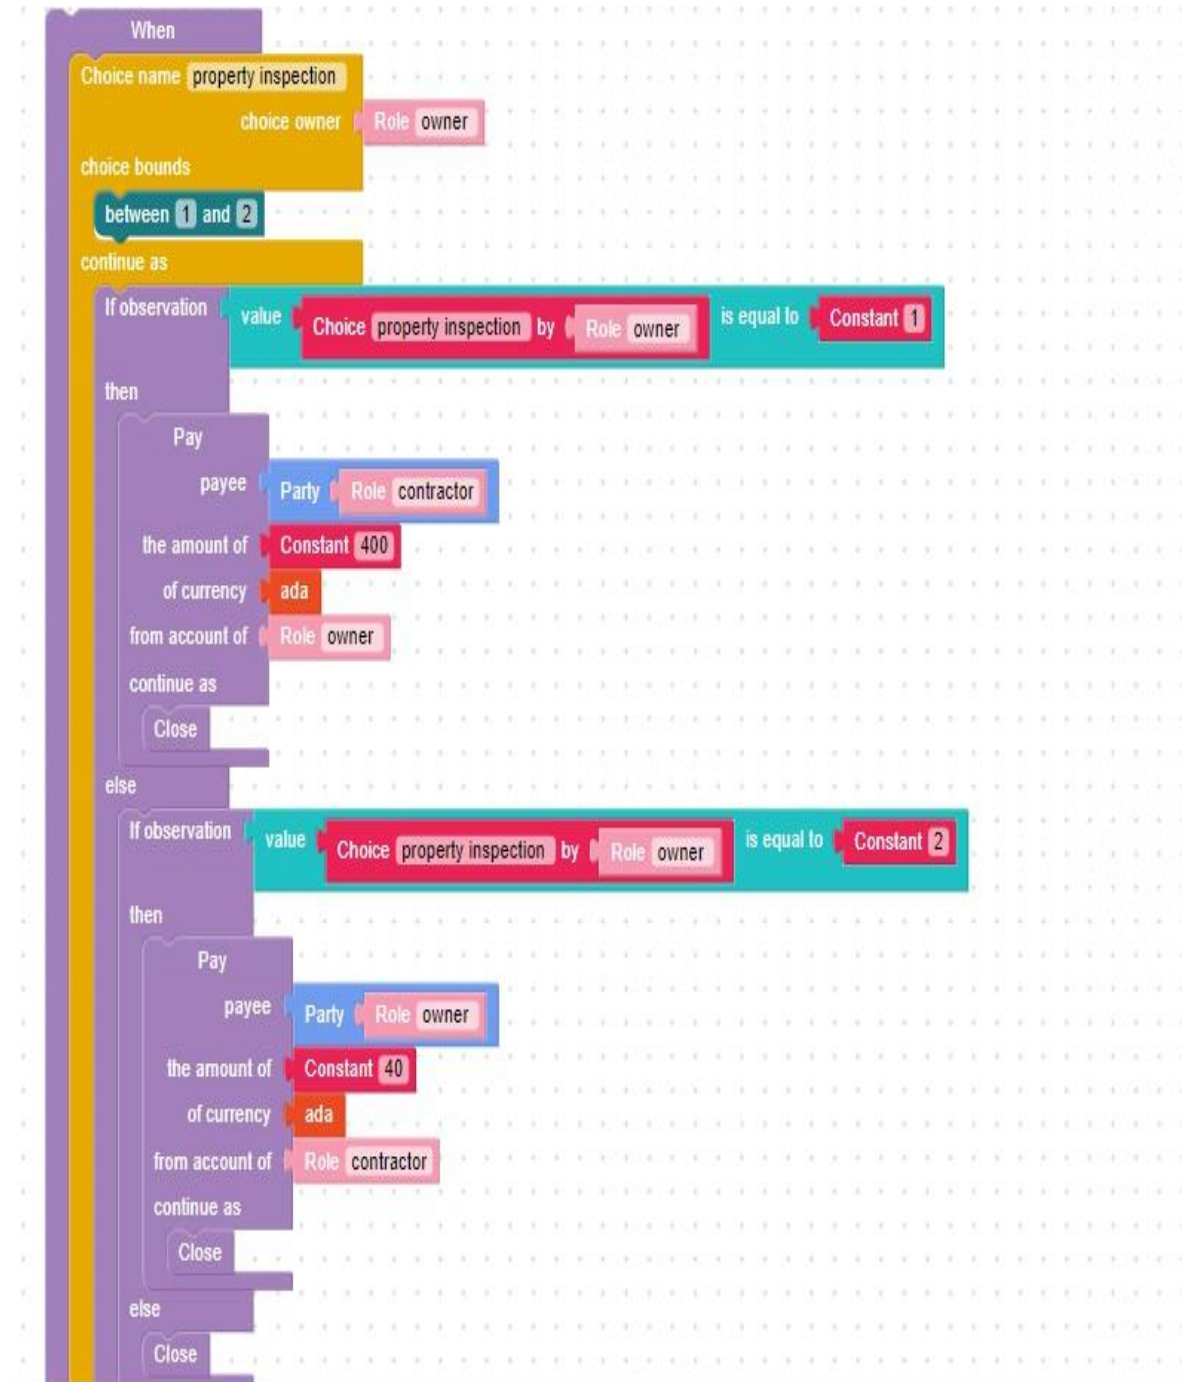 When
Choice name property inspection
choice owner Role owner
choice bounds
between 1 and 2
continue as
If observation value Choice property inspection by Role owner is equal to Constant 1
then
Pay
payee Party Role contractor
the amount of Constant 400
of currency ada
from account of Role owner
continue as
Close
else
If observation value Choice property inspection by Role owner is equal to Constant 2
then
Pay
payee Party Role owner
the amount of Constant 40
of currency ada
from account of Role contractor
continue as
Close
else
Close